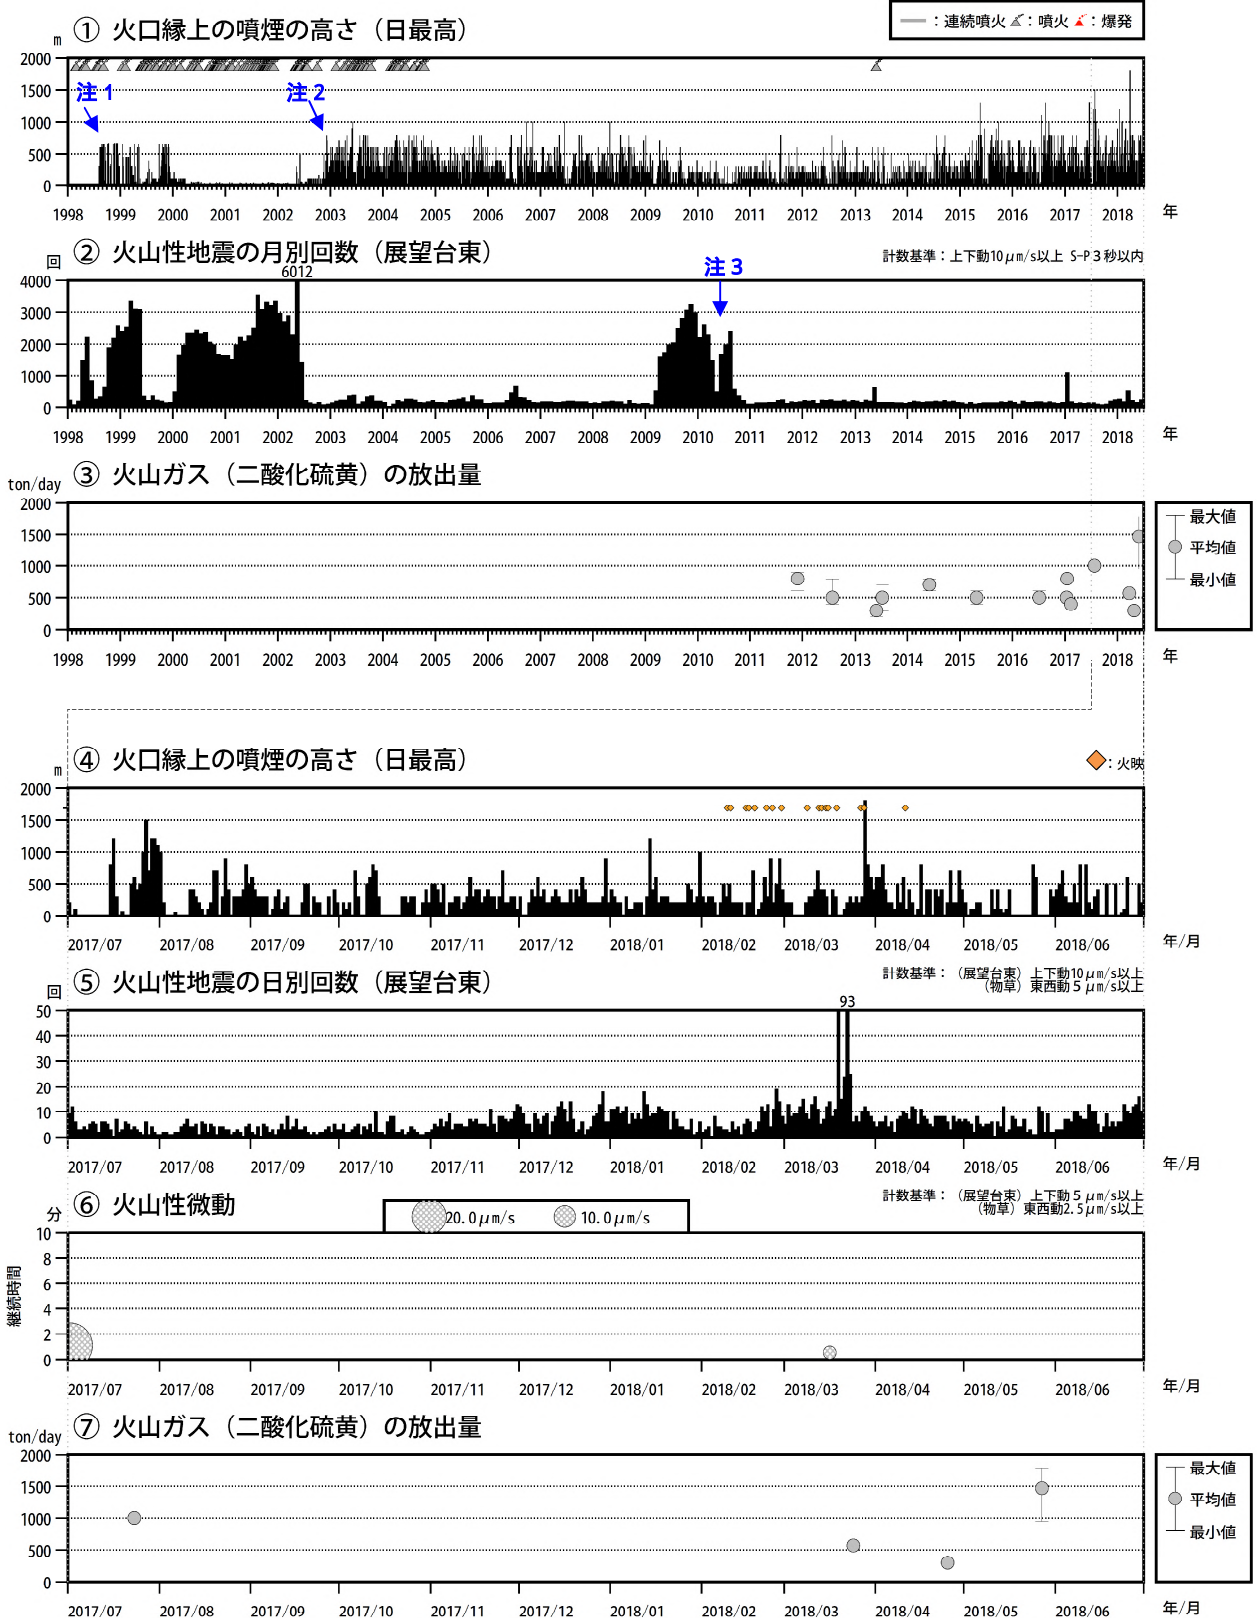 ① 火口縁上の噴煙の高さ（日最高）
：連続噴火 ：噴火 ：爆発
m
2000
1500
1000
500
0
注１
注２
1998 1999 2000 2001 2002 2003 2004 2005 2006 2007 2008 2009 2010 2011 2012 2013 2014 2015 2016 2017 2018 年
② 火山性地震の月別回数（展望台東）
計数基準：上下動10μm/s以上 S-P３秒以内
回
6012
注３
4000
3000
2000
1000
0
1998 1999 2000 2001 2002 2003 2004 2005 2006 2007 2008 2009 2010 2011 2012 2013 2014 2015 2016 2017 2018 年
③ 火山ガス（二酸化硫黄）の放出量
ton/day
2000
1500
1000
500
0
最大値
平均値
最小値
1998 1999 2000 2001 2002 2003 2004 2005 2006 2007 2008 2009 2010 2011 2012 2013 2014 2015 2016 2017 2018 年
④ 火口縁上の噴煙の高さ（日最高）
：火映
m
2000
1500
1000
500
0
2017/07 2017/08 2017/09 2017/10 2017/11 2017/12 2018/01 2018/02 2018/03 2018/04 2018/05 2018/06 年/月
⑤ 火山性地震の日別回数（展望台東）
計数基準：（展望台東）上下動10μm/s以上
（物草）東西動５μm/s以上
回
93
50
40
30
20
10
0
2017/07 2017/08 2017/09 2017/10 2017/11 2017/12 2018/01 2018/02 2018/03 2018/04 2018/05 2018/06 年/月
⑥ 火山性微動
20.0μm/s 10.0μm/s
計数基準：（展望台東）上下動５μm/s以上
（物草）東西動2.5μm/s以上
分
継続時間
10
8
6
4
2
0
2017/07 2017/08 2017/09 2017/10 2017/11 2017/12 2018/01 2018/02 2018/03 2018/04 2018/05 2018/06 年/月
⑦ 火山ガス（二酸化硫黄）の放出量
ton/day
2000
1500
1000
500
0
最大値
平均値
最小値
2017/07 2017/08 2017/09 2017/10 2017/11 2017/12 2018/01 2018/02 2018/03 2018/04 2018/05 2018/06 年/月